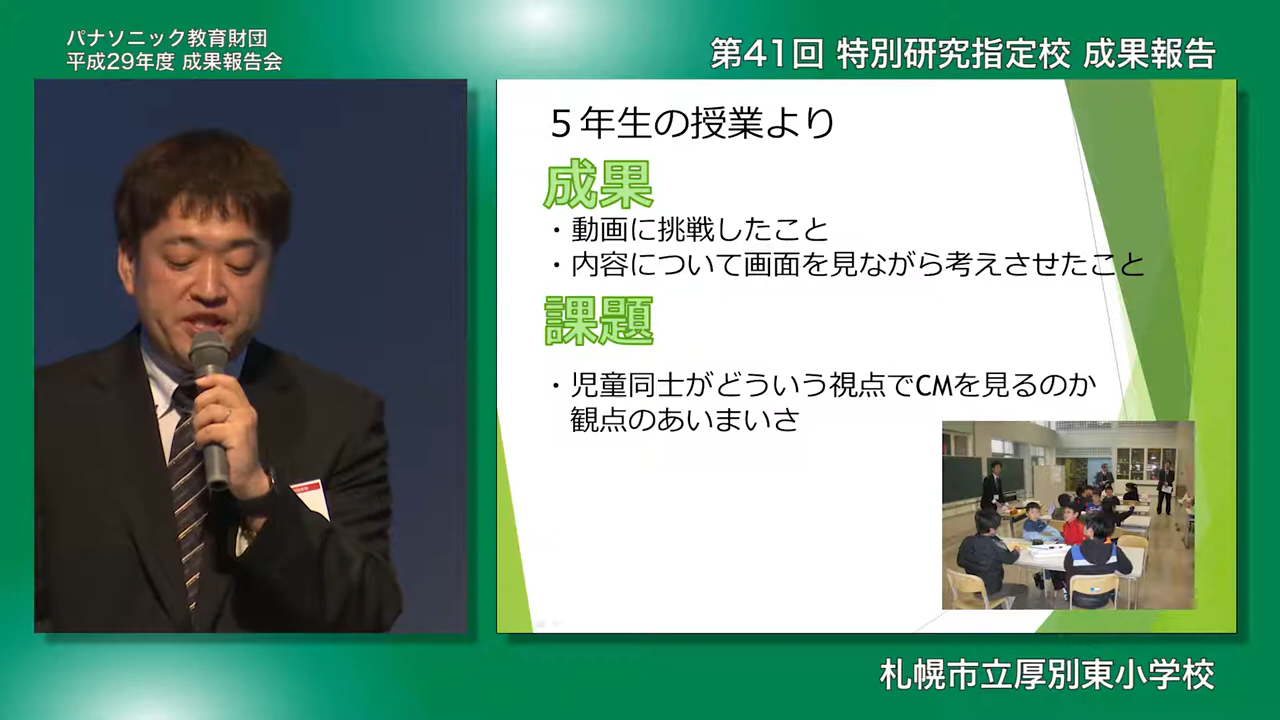 パナソニック教育財団
平成29年度 成果報告会
第41回 特別研究指定校 成果報告
５年生の授業より
成果
・動画に挑戦したこと
・内容について画面を見ながら考えさせたこと
課題
・児童同士がどういう視点でCMを見るのか
観点のあいまいさ
札幌市立厚別東小学校